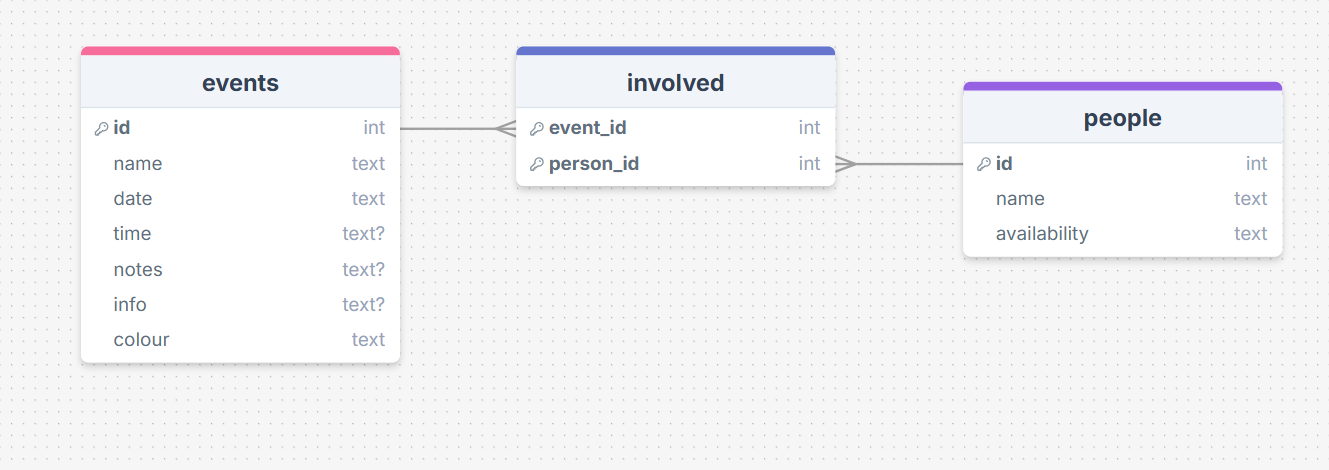 events
id int
name text
date text
time text?
notes text?
info text?
colour text
involved
event_id int
person_id int
people
id int
name text
availability text